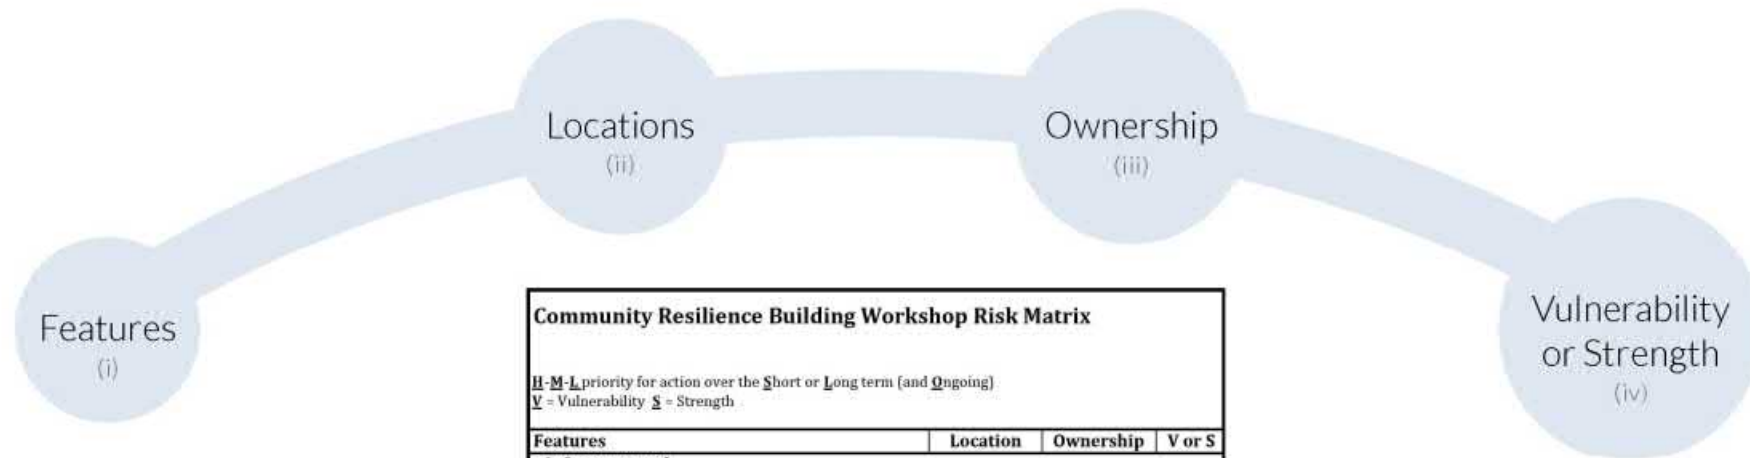 Locations
(ii)
Ownership
(iii)
Features
(i)
Vulnerability
or Strength
(iv)
Community Resilience Building Workshop Risk Matrix
H-M-L priority for action over the Short or Long term (and Ongoing)
V = Vulnerability S = Strength
Features Location Ownership V or S